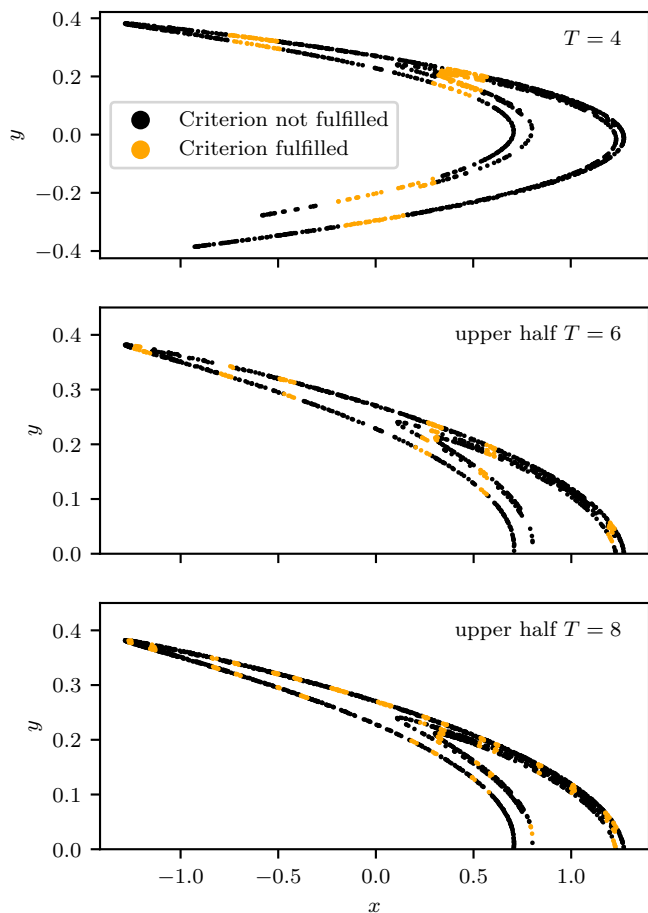 0.4
T = 4
0.2
Criterion not fulfilled
y
0.0
Criterion fulfilled
−0.2
−0.4
0.4
upper half T = 6
0.3
y
0.2
0.1
0.0
0.4
upper half T = 8
0.3
y
0.2
0.1
0.0
−1.0 −0.5 0.0 0.5 1.0
x